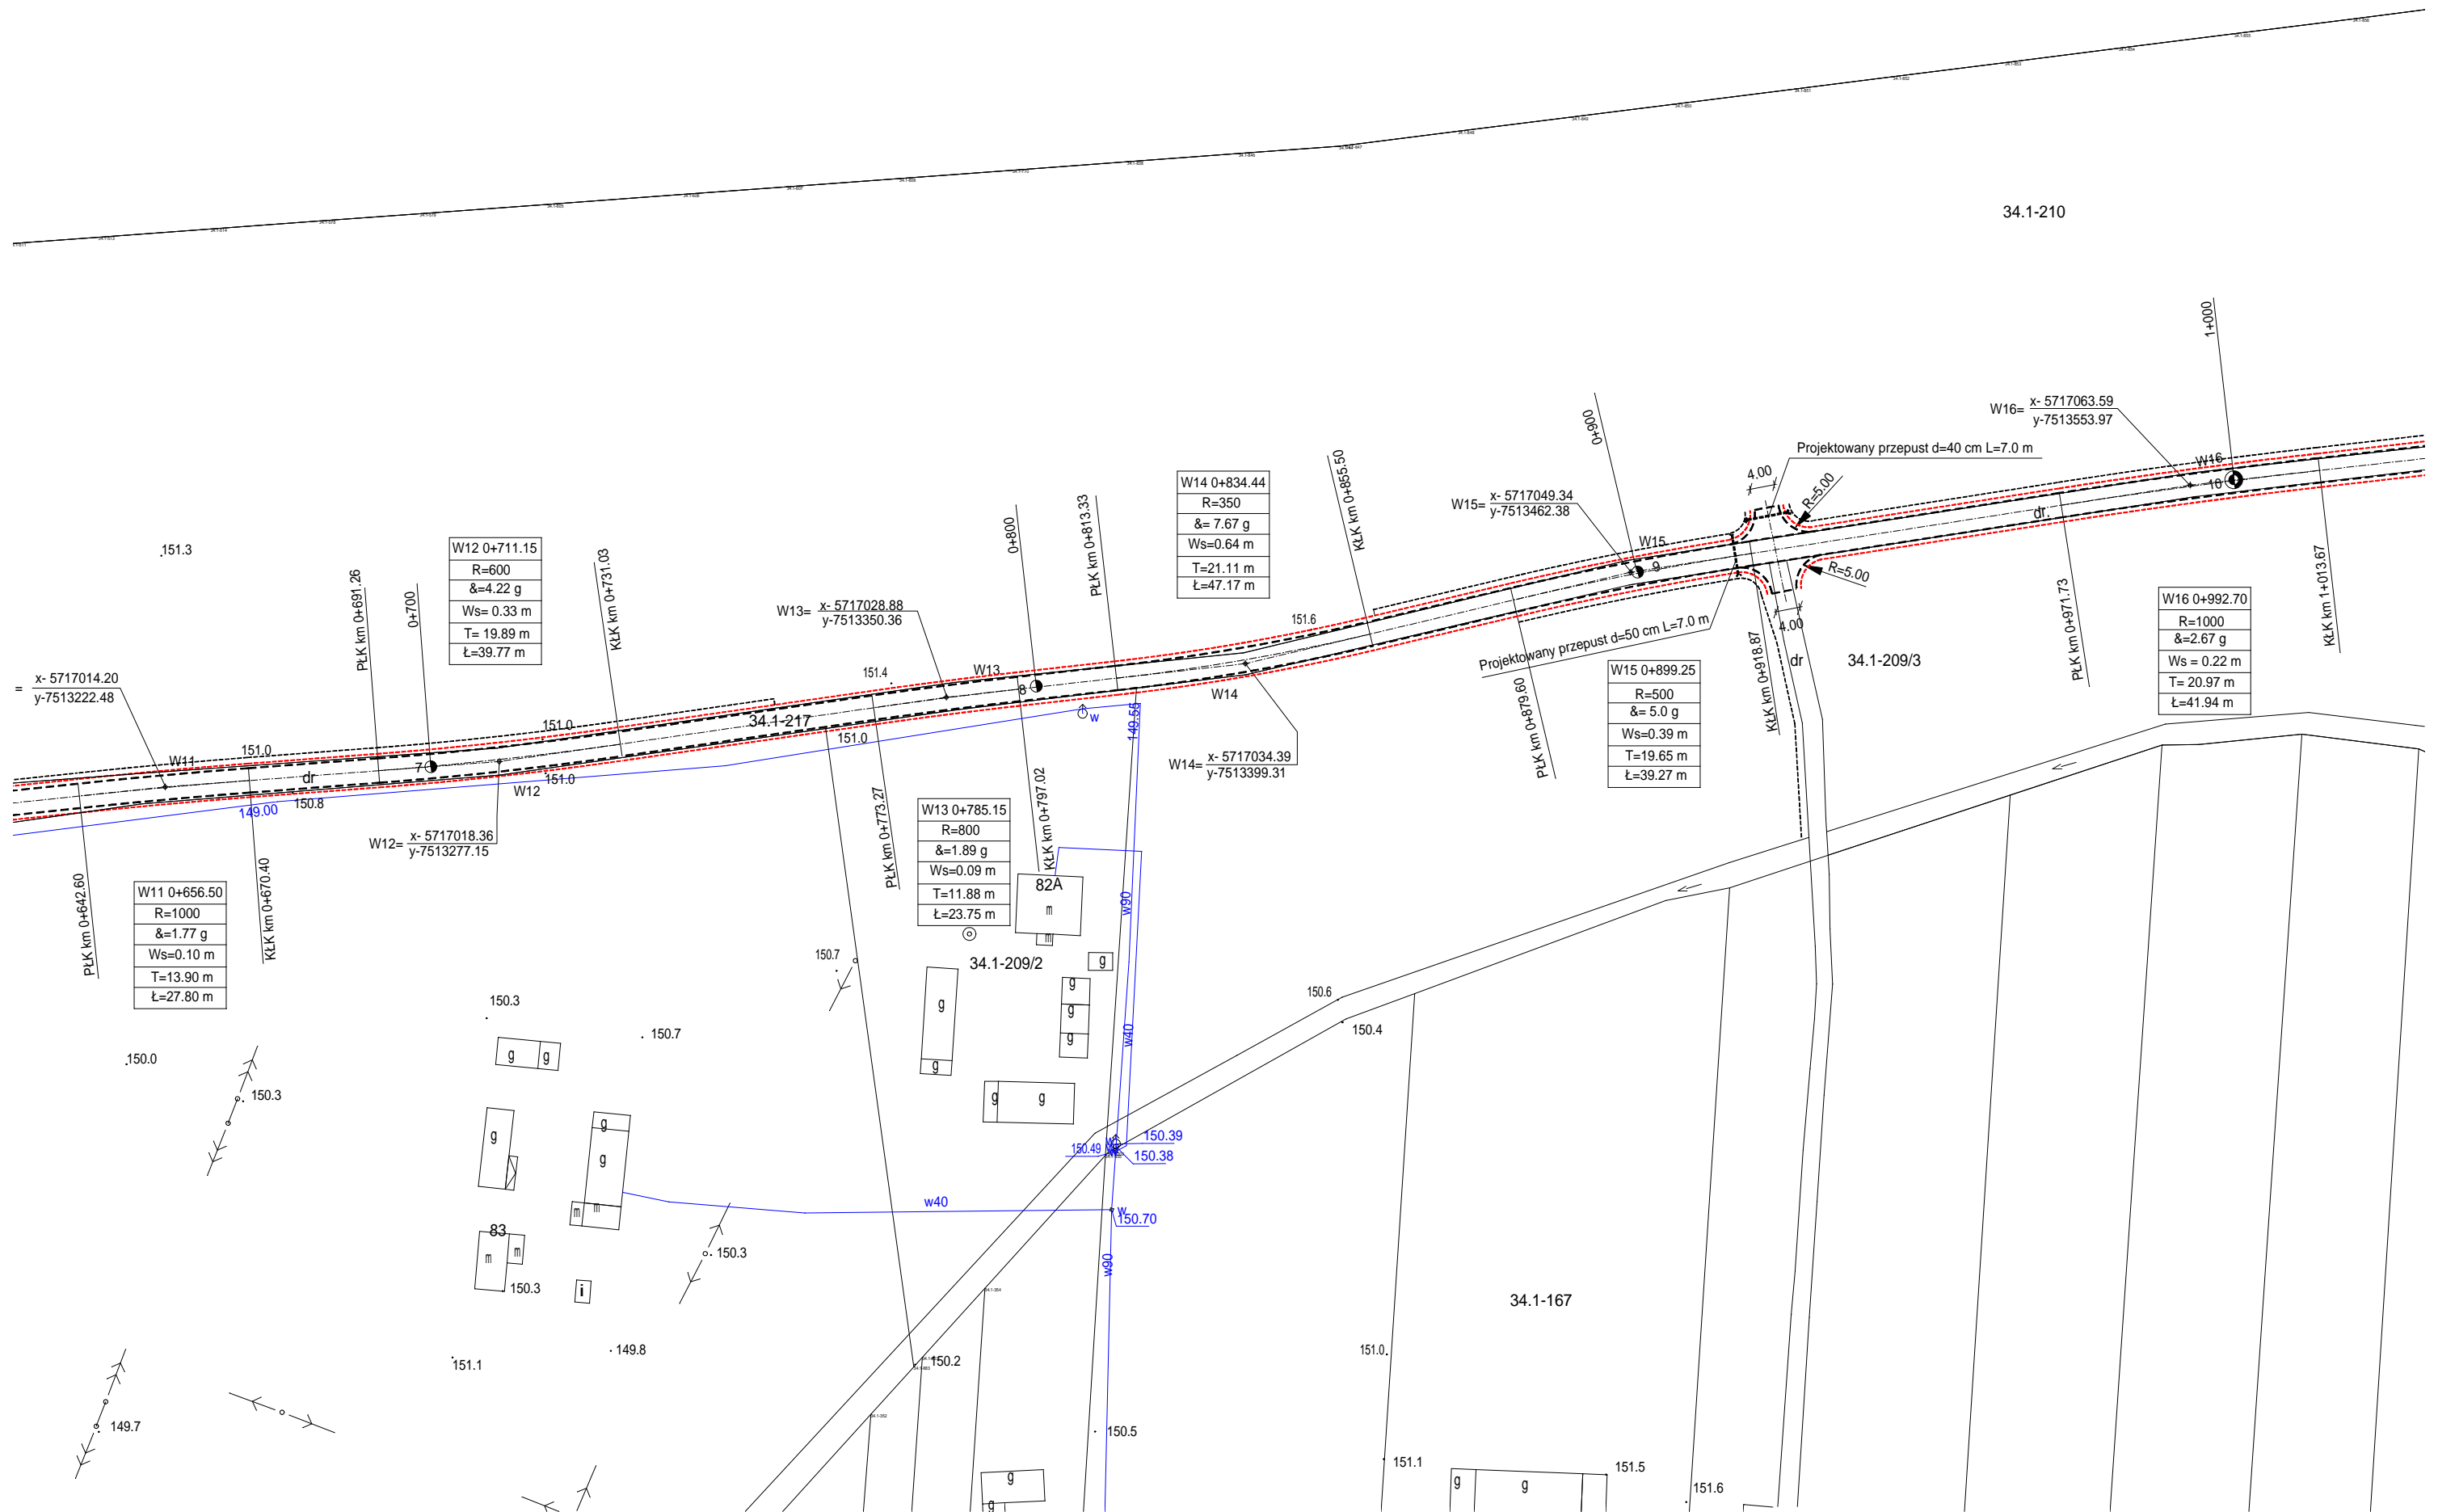 34.1-210
1+000
W16= x- 5717063.59
y-7513553.97
Projektowany przepust d=40 cm L=7.0 m
4.00
R=5.00
W16
10
dr.
0+900
W15= x- 5717049.34
y-7513462.38
W15
9
R=5.00
4.00
KŁK km 0+855.50
W14 0+834.44
R=350
&= 7.67 g
Ws=0.64 m
T=21.11 m
Ł=47.17 m
PŁK km 0+813.33
0+800
151.3
W12 0+711.15
R=600
&=4.22 g
Ws= 0.33 m
T= 19.89 m
Ł=39.77 m
PŁK km 0+691.26
0+700
KŁK km 0+731.03
W13= x- 5717028.88
y-7513350.36
151.6
Projektowany przepust d=50 cm L=7.0 m
KŁK km 0+918.87
dr
34.1-209/3
PŁK km 0+971.73
KŁK km 1+013.67
W16 0+992.70
R=1000
&=2.67 g
Ws = 0.22 m
T= 20.97 m
Ł=41.94 m
W15 0+899.25
R=500
&= 5.0 g
Ws=0.39 m
T=19.65 m
Ł=39.27 m
PŁK km 0+879.60
= x- 5717014.20
y-7513222.48
151.4
W13
8
W14
w
149.55
34.1-217
151.0
151.0
W11
151.0
dr
7
150.8
149.00
W12
151.0
W14= x- 5717034.39
y-7513399.31
W12= x- 5717018.36
y-7513277.15
PŁK km 0+773.27
KŁK km 0+797.02
W13 0+785.15
R=800
&=1.89 g
Ws=0.09 m
T=11.88 m
Ł=23.75 m
82A
m
m
w90
PŁK km 0+642.60
KŁK km 0+670.40
W11 0+656.50
R=1000
&=1.77 g
Ws=0.10 m
T=13.90 m
Ł=27.80 m
150.7
34.1-209/2
g
g
g
g
g
g
w40
150.3
150.7
150.6
150.4
g
g
150.0
150.3
g
g
g
g
g
150.39
150.49
150.38
m
m
w40
w
150.70
83
m
m
150.3
150.3
i
w90
34.1-354
34.1-167
149.8
151.1
150.2
151.0
34.1-352
149.7
150.5
151.1
151.5
151.6
g
g
g
g